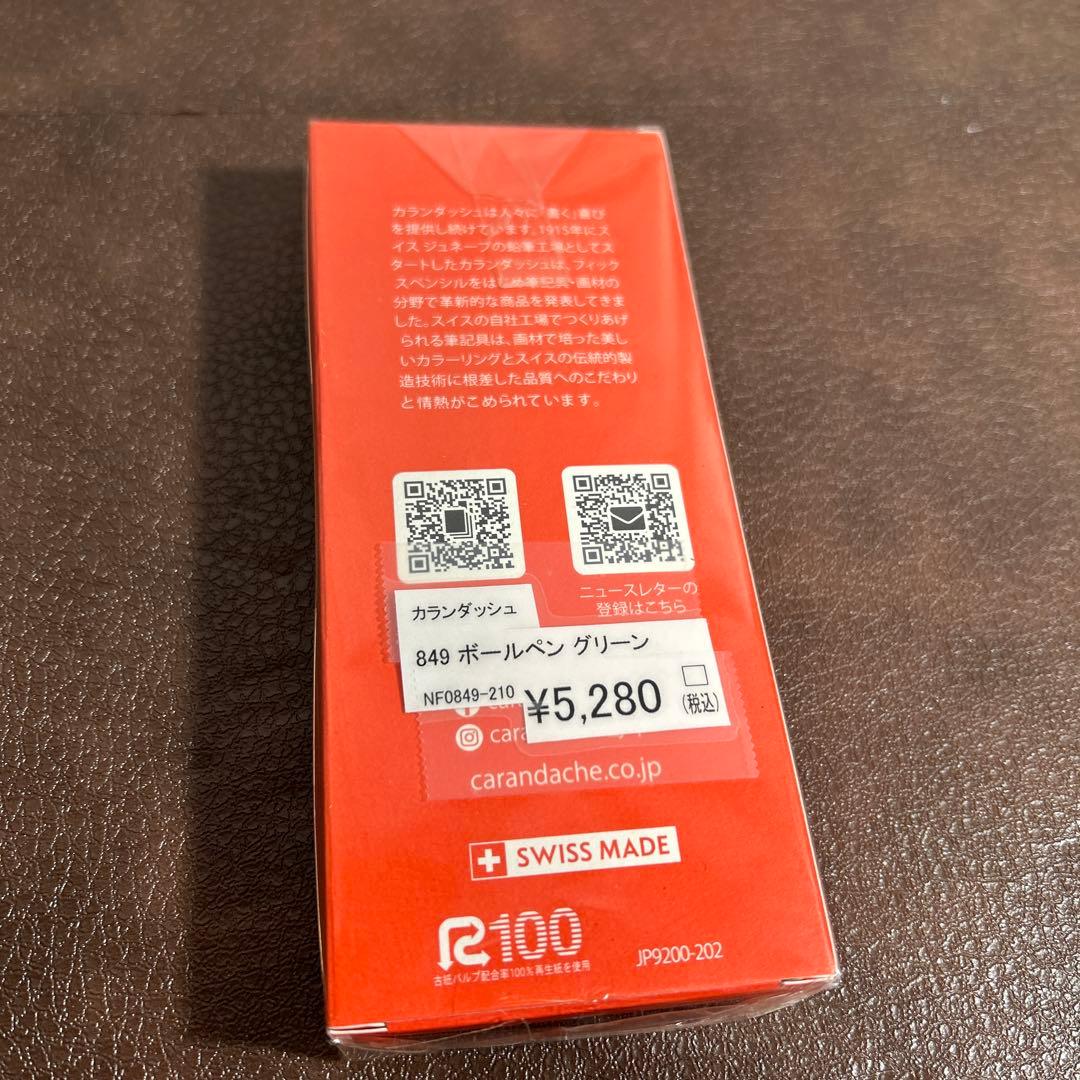 カランダッシュは人々に「書く」喜び
を提供し続けています。1915年にス
イス ジュネーブの鉛筆工場としてス
タートしたカランダッシュは、フィック
スペンシルをはじめ筆記具・画材の
分野で革新的な商品を発表してきま
した。スイスの自社工場でつくりあげ
られる筆記具は、画材で培った美し
いカラーリングとスイスの伝統的製
造技術に根差した品質へのこだわり
と情熱がこめられています。
ニュースレターの
登録はこちら
カランダッシュ
849 ボールペン グリーン
NF0849-210
¥5,280
(税込)
carandache.co.jp
SWISS MADE
R100
古紙パルプ配合率100%再生紙を使用
JP9200-202